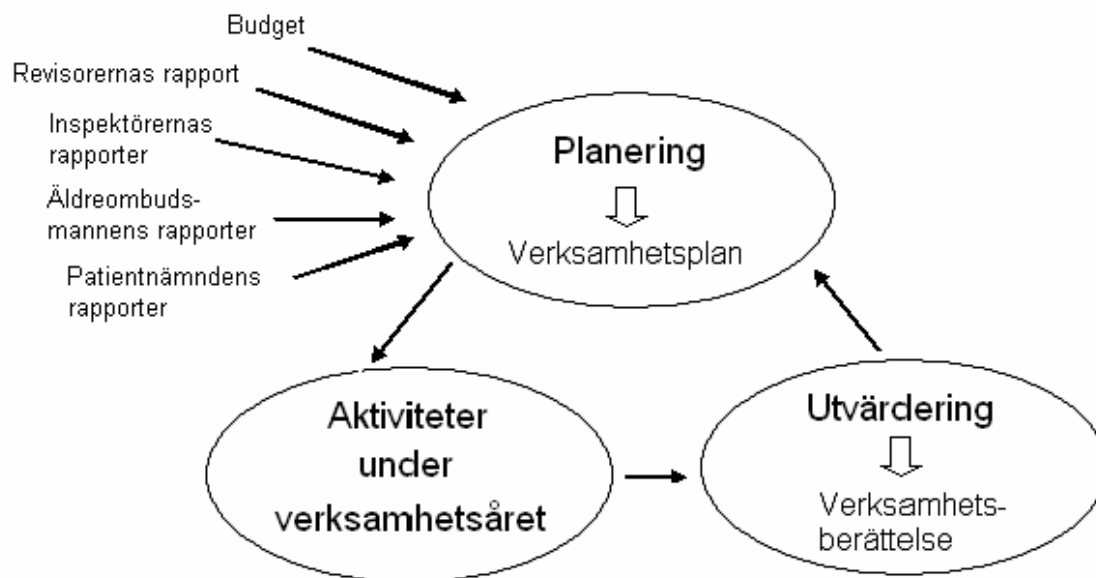 Budget
Revisorernas rapport
Inspektörernas
rapporter
Äldreombuds-
mannens rapporter
Patientnämndens
rapporter
Planering
Verksamhetsplan
Aktiviteter
under
verksamhetsåret
Utvärdering
Verksamhets-
berättelse